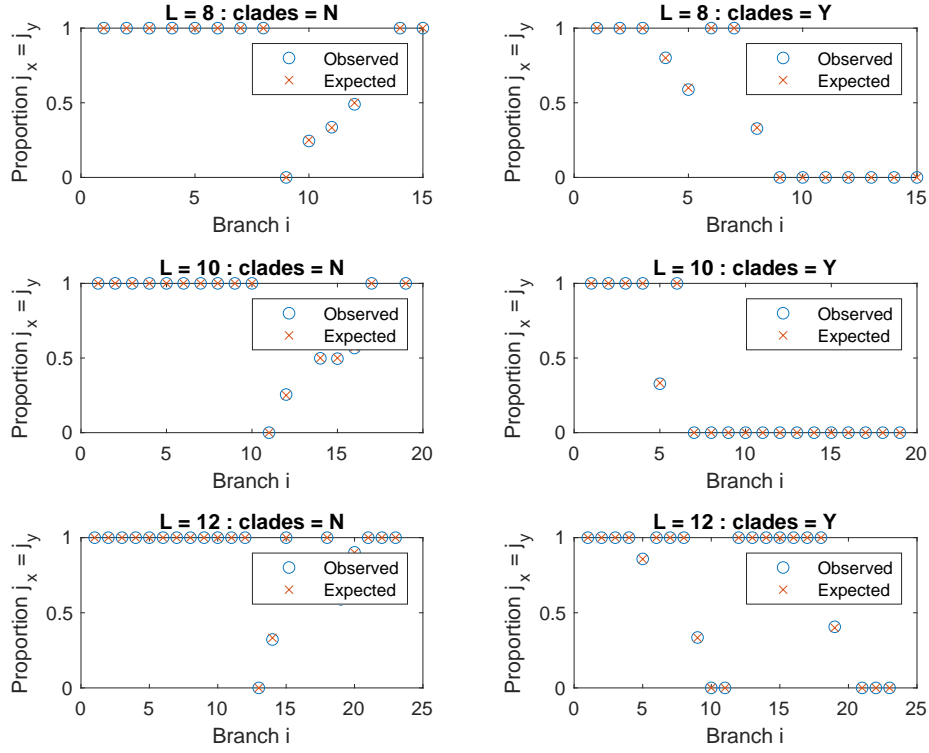 L = 8 : clades = N
Proportion j_x = j_y
1
0.5
0
Observed
Expected
0 5 10 15
Branch i
L = 8 : clades = Y
Proportion j_x = j_y
1
0.5
0
Observed
Expected
0 5 10 15
Branch i
L = 10 : clades = N
Proportion j_x = j_y
1
0.5
0
Observed
Expected
0 5 10 15 20
Branch i
L = 10 : clades = Y
Proportion j_x = j_y
1
0.5
0
Observed
Expected
0 5 10 15 20
Branch i
L = 12 : clades = N
Proportion j_x = j_y
1
0.5
0
Observed
Expected
0 5 10 15 20 25
Branch i
L = 12 : clades = Y
Proportion j_x = j_y
1
0.5
0
Observed
Expected
0 5 10 15 20 25
Branch i